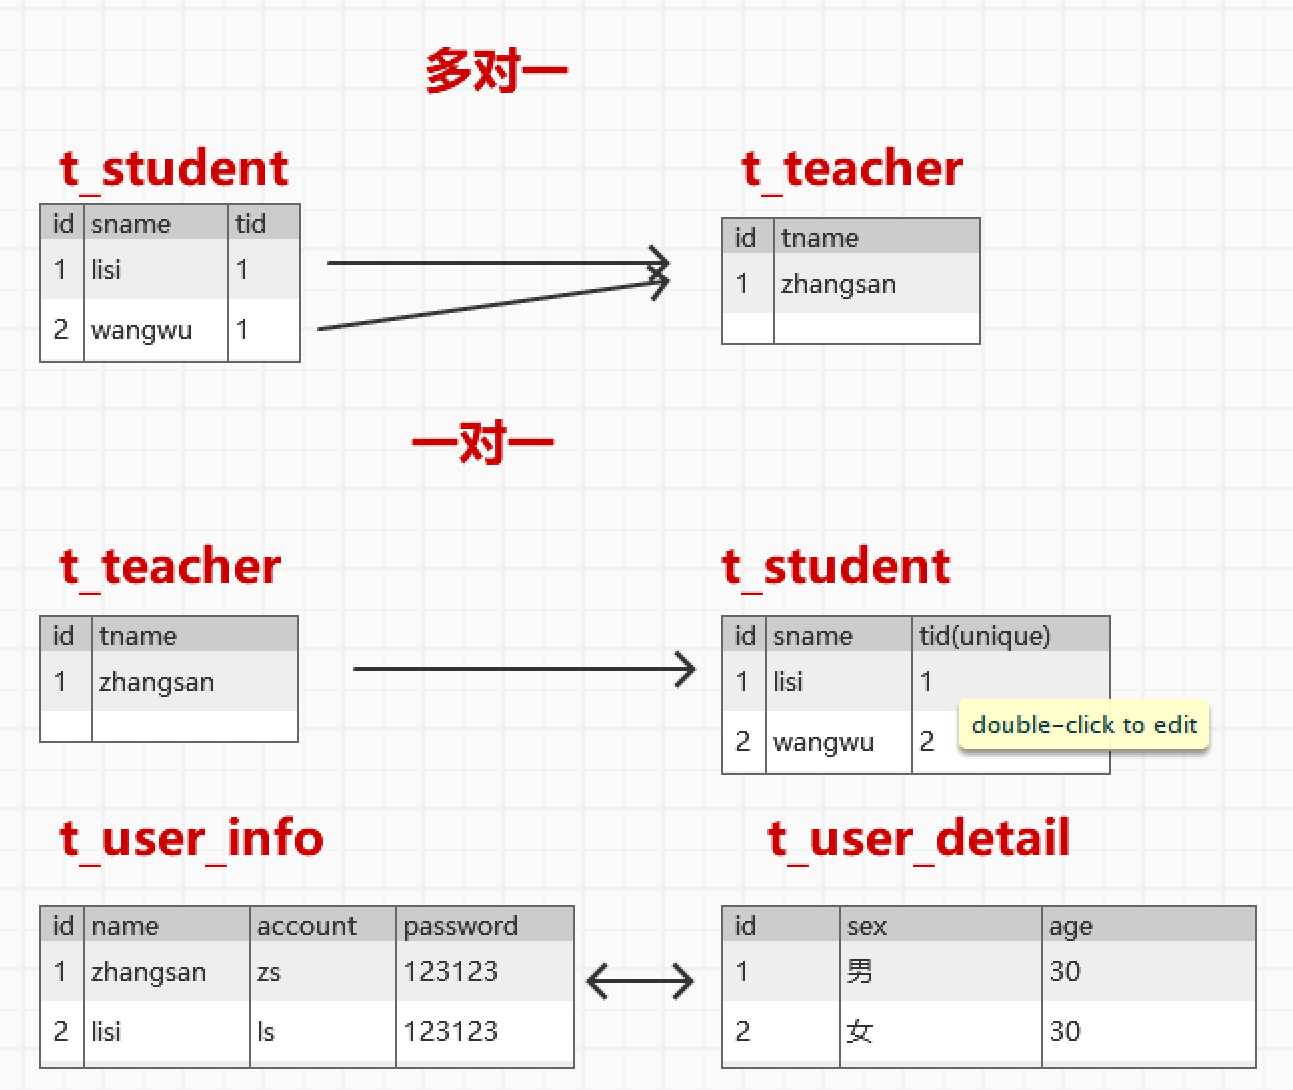 多对一
t_student
t_teacher
id sname tid
1 lisi 1
2 wangwu 1
id tname
1 zhangsan
一对一
t_teacher
t_student
id tname
1 zhangsan
id sname tid(unique)
1 lisi 1
2 wangwu 2
double-click to edit
t_user_info
t_user_detail
id name account password
1 zhangsan zs 123123
2 lisi ls 123123
id sex age
1 男 30
2 女 30